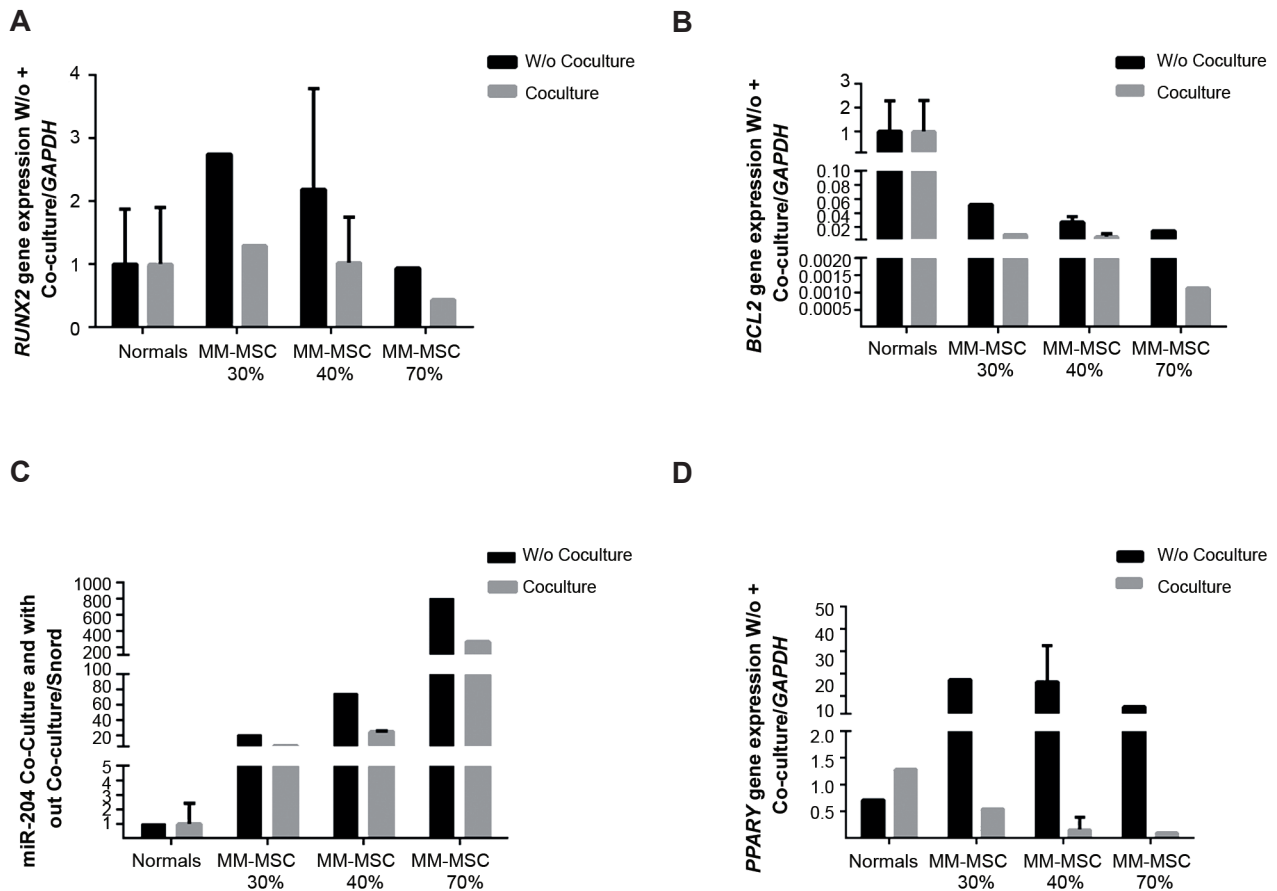 A
RUNX2 gene expression W/o +
Co-culture/GAPDH
W/o Coculture
Coculture
4
3
2
1
0
Normals MM-MSC MM-MSC MM-MSC
30% 40% 70%
B
BCL2 gene expression W/o +
Co-culture/GAPDH
W/o Coculture
Coculture
3
2
1
0.10
0.08
0.06
0.04
0.02
0.0020
0.0015
0.0010
0.0005
Normals MM-MSC MM-MSC MM-MSC
30% 40% 70%
C
miR-204 Co-Culture and with
out Co-culture/Snord
W/o Coculture
Coculture
1000
800
600
400
200
100
80
60
40
20
5
4
3
2
1
Normals MM-MSC MM-MSC MM-MSC
30% 40% 70%
D
PPARY gene expression W/o +
Co-culture/GAPDH
W/o Coculture
Coculture
50
40
30
20
10
2.0
1.5
1.0
0.5
Normals MM-MSC MM-MSC MM-MSC
30% 40% 70%